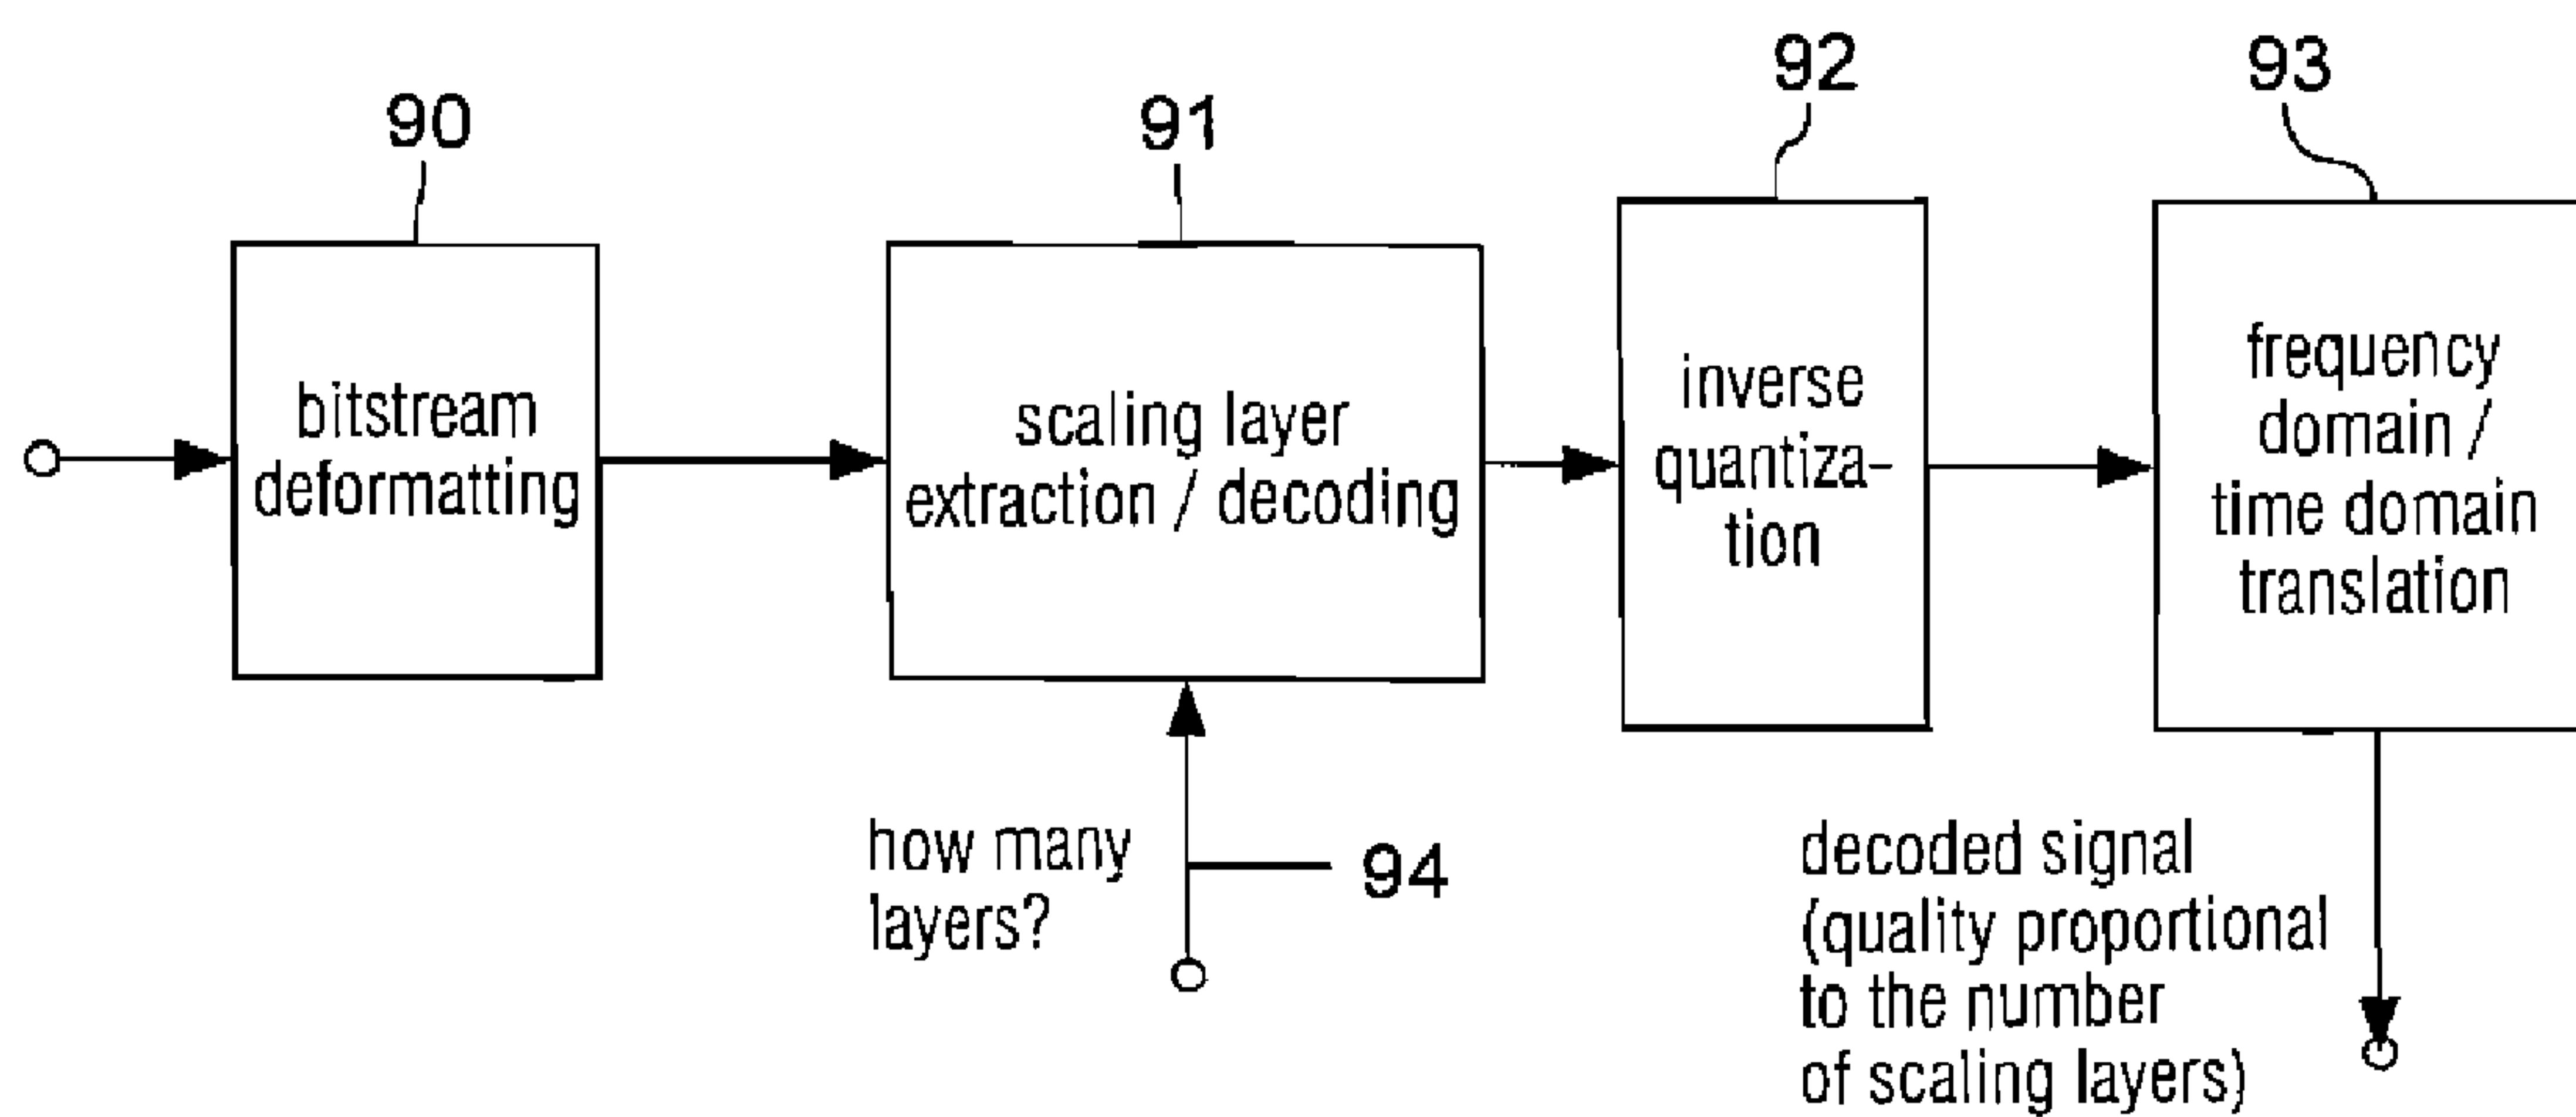 90
91
92
93
bitstream
deformatting
scaling layer
extraction / decoding
inverse
quantiza-
tion
frequency
domain /
time domain
translation
how many
layers?
94
decoded signal
(quality proportional
to the number
of scaling layers)